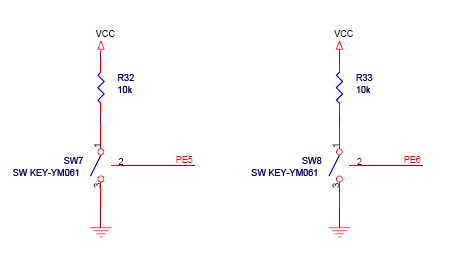 VCC
R32
10k
1
SW7
2
PE5
SW KEY-YM061
3
VCC
R33
10k
1
SW8
2
PE6
SW KEY-YM061
3